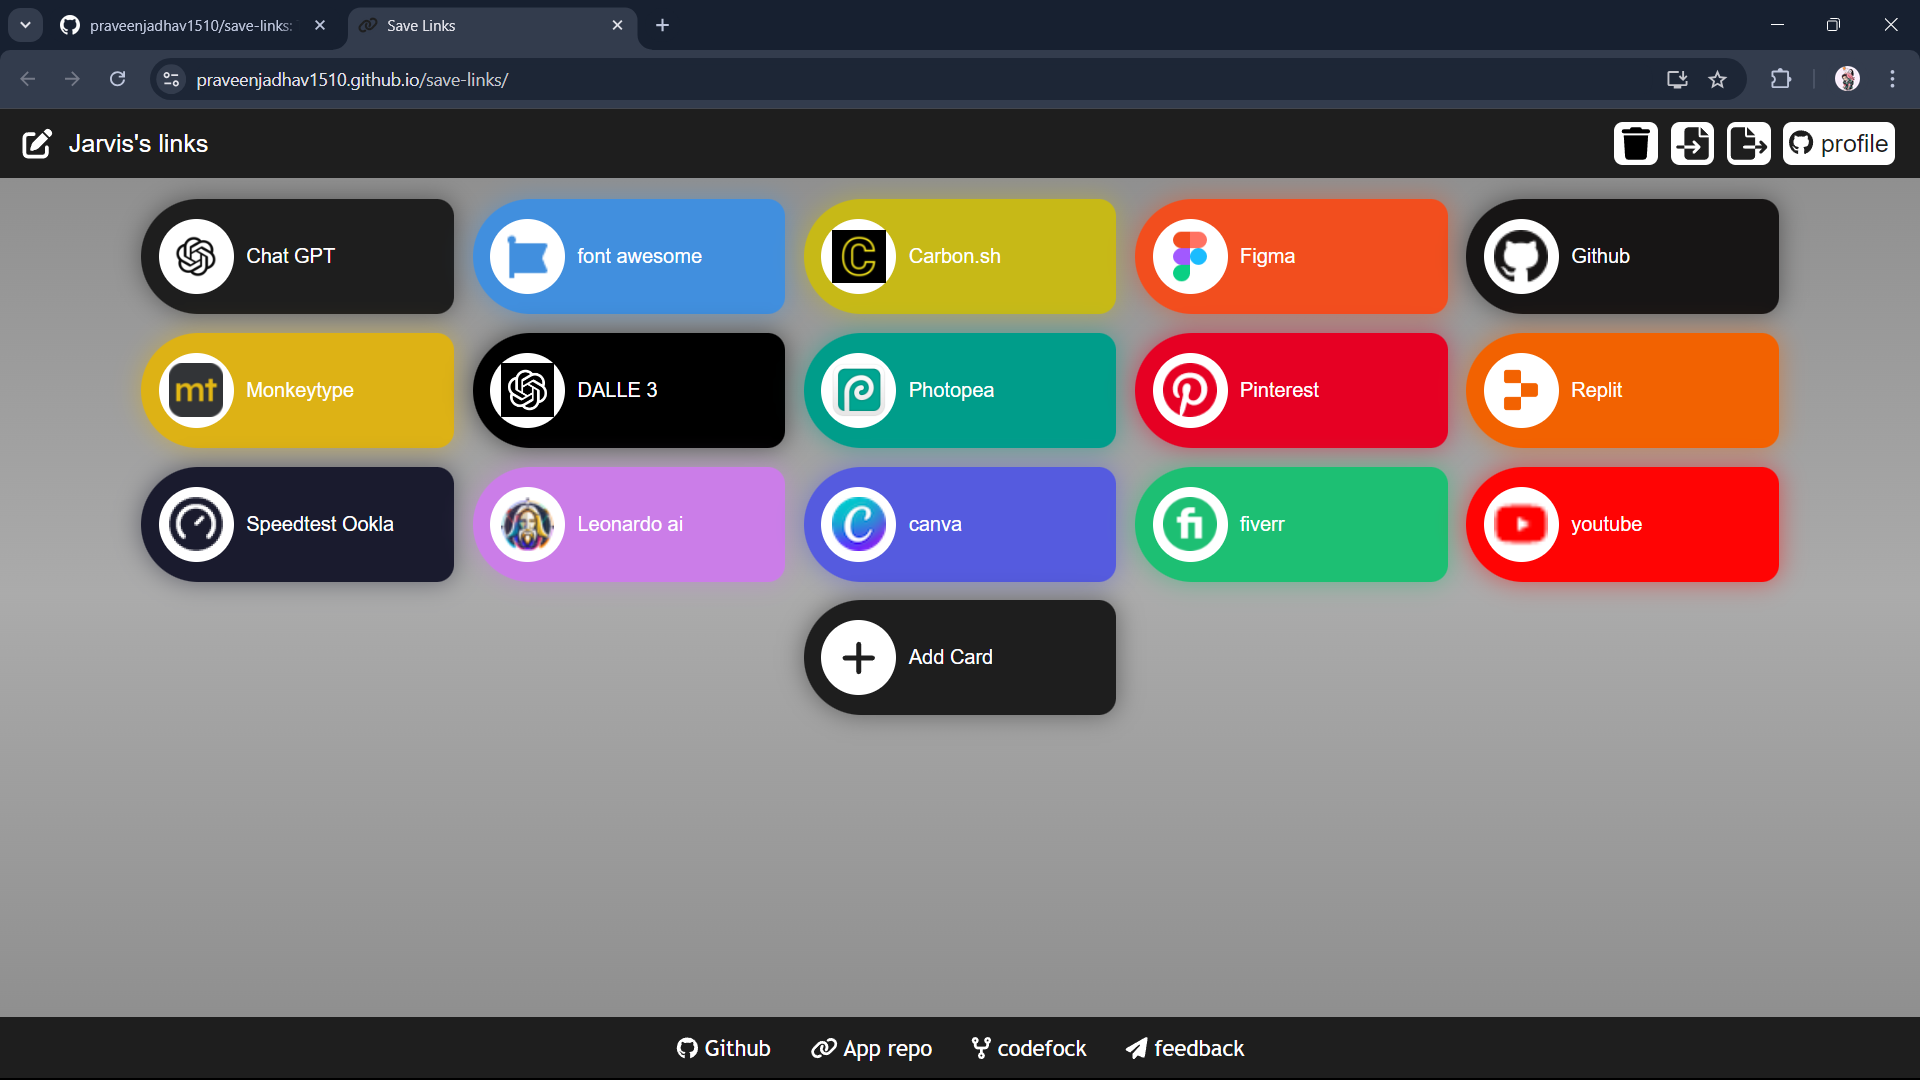 praveenjadhav1510/save-links:
Save Links
praveenjadhav1510.github.io/save-links/
Jarvis's links
profile
Chat GPT
font awesome
C
Carbon.sh
Figma
Github
mt
Monkeytype
DALLE 3
Photopea
Pinterest
Replit
Speedtest Ookla
Leonardo ai
C
canva
fi
fiverr
youtube
Add Card
Github
App repo
codefock
feedback